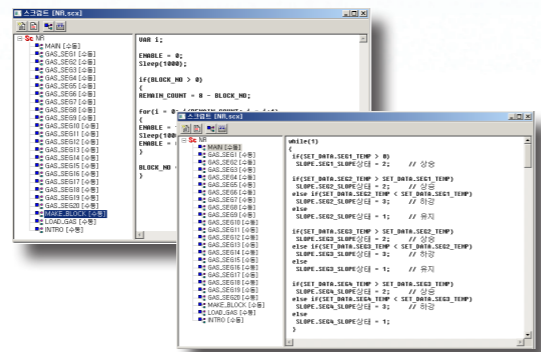 스크립트 [NR.scx]
Sc NR
MAIN [수동]
GAS_SEG1 [수동]
GAS_SEG2 [수동]
GAS_SEG3 [수동]
GAS_SEG4 [수동]
GAS_SEG5 [수동]
GAS_SEG6 [수동]
GAS_SEG7 [수동]
GAS_SEG8 [수동]
GAS_SEG9 [수동]
GAS_SEG10 [수동]
GAS_SEG11 [수동]
GAS_SEG12 [수동]
GAS_SEG13 [수동]
GAS_SEG14 [수동]
GAS_SEG15 [수동]
GAS_SEG16 [수동]
GAS_SEG17 [수동]
GAS_SEG18 [수동]
GAS_SEG19 [수동]
GAS_SEG20 [수동]
MAKE_BLOCK [수동]
LOAD_GAS [수동]
INTRO [수동]
VAR i;
ENABLE = 0;
Sleep(1000);
if(BLOCK_NO > 0)
{
REMAIN_COUNT = 8 - BLOCK_NO;
for(i = 0;
{
ENABLE =
Sleep(100
ENABLE =
}
BLOCK_NO
}
스크립트 [NR.scx]
Sc NR
MAIN [수동]
GAS_SEG1 [수동]
GAS_SEG2 [수동]
GAS_SEG3 [수동]
GAS_SEG4 [수동]
GAS_SEG5 [수동]
GAS_SEG6 [수동]
GAS_SEG7 [수동]
GAS_SEG8 [수동]
GAS_SEG9 [수동]
GAS_SEG10 [수동]
GAS_SEG11 [수동]
GAS_SEG12 [수동]
GAS_SEG13 [수동]
GAS_SEG14 [수동]
GAS_SEG15 [수동]
GAS_SEG16 [수동]
GAS_SEG17 [수동]
GAS_SEG18 [수동]
GAS_SEG19 [수동]
GAS_SEG20 [수동]
MAKE_BLOCK [수동]
LOAD_GAS [수동]
INTRO [수동]
while(1)
{
if(SET_DATA.SEG1_TEMP > 0)
SLOPE.SEG1_SLOPE상태 = 2; // 상승
if(SET_DATA.SEG2_TEMP > SET_DATA.SEG1_TEMP)
SLOPE.SEG2_SLOPE상태 = 2; // 상승
else if(SET_DATA.SEG2_TEMP < SET_DATA.SEG1_TEMP)
SLOPE.SEG2_SLOPE상태 = 3; // 하강
else
SLOPE.SEG2_SLOPE상태 = 1; // 유지
if(SET_DATA.SEG3_TEMP > SET_DATA.SEG2_TEMP)
SLOPE.SEG3_SLOPE상태 = 2; // 상승
else if(SET_DATA.SEG3_TEMP < SET_DATA.SEG2_TEMP)
SLOPE.SEG3_SLOPE상태 = 3; // 하강
else
SLOPE.SEG3_SLOPE상태 = 1; // 유지
if(SET_DATA.SEG4_TEMP > SET_DATA.SEG3_TEMP)
SLOPE.SEG4_SLOPE상태 = 2; // 상승
else if(SET_DATA.SEG4_TEMP < SET_DATA.SEG3_TEMP)
SLOPE.SEG4_SLOPE상태 = 3; // 하강
else
SLOPE.SEG4_SLOPE상태 = 1;
}